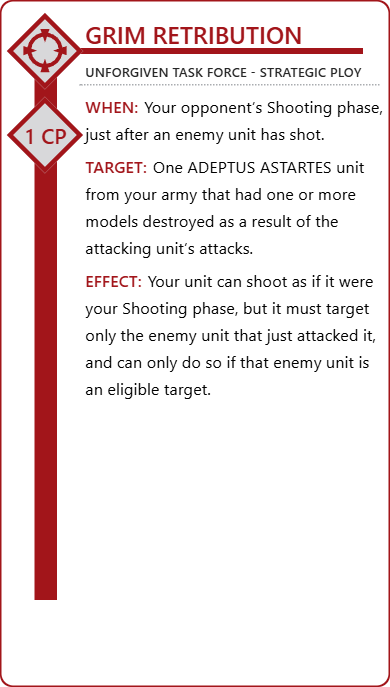 GRIM RETRIBUTION
UNFORGIVEN TASK FORCE - STRATEGIC PLOY
1 CP
WHEN: Your opponent's Shooting phase,
just after an enemy unit has shot.
TARGET: One ADEPTUS ASTARTES unit
from your army that had one or more
models destroyed as a result of the
attacking unit's attacks.
EFFECT: Your unit can shoot as if it were
your Shooting phase, but it must target
only the enemy unit that just attacked it,
and can only do so if that enemy unit is
an eligible target.